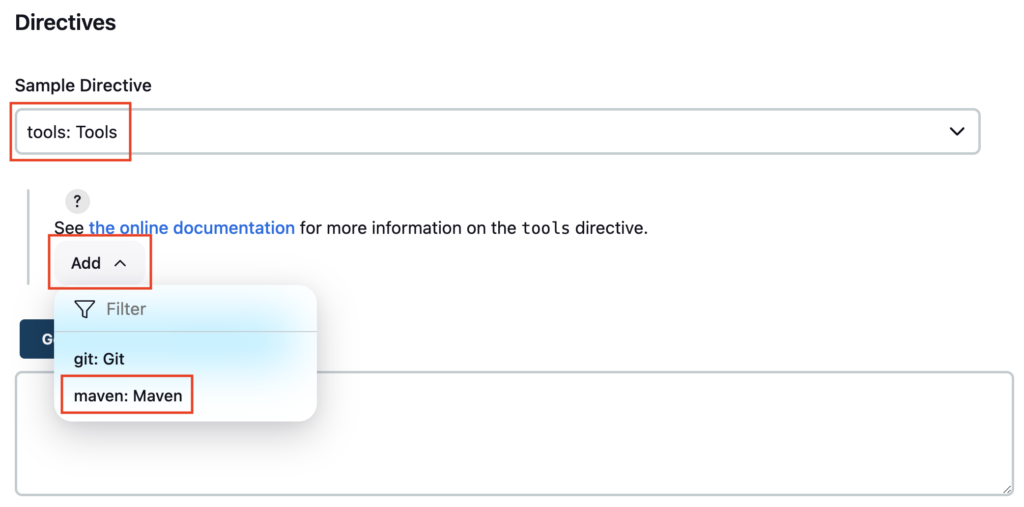 Directives
Sample Directive
tools: Tools
?
See the online documentation for more information on the tools directive.
Add
Filter
G
git: Git
maven: Maven